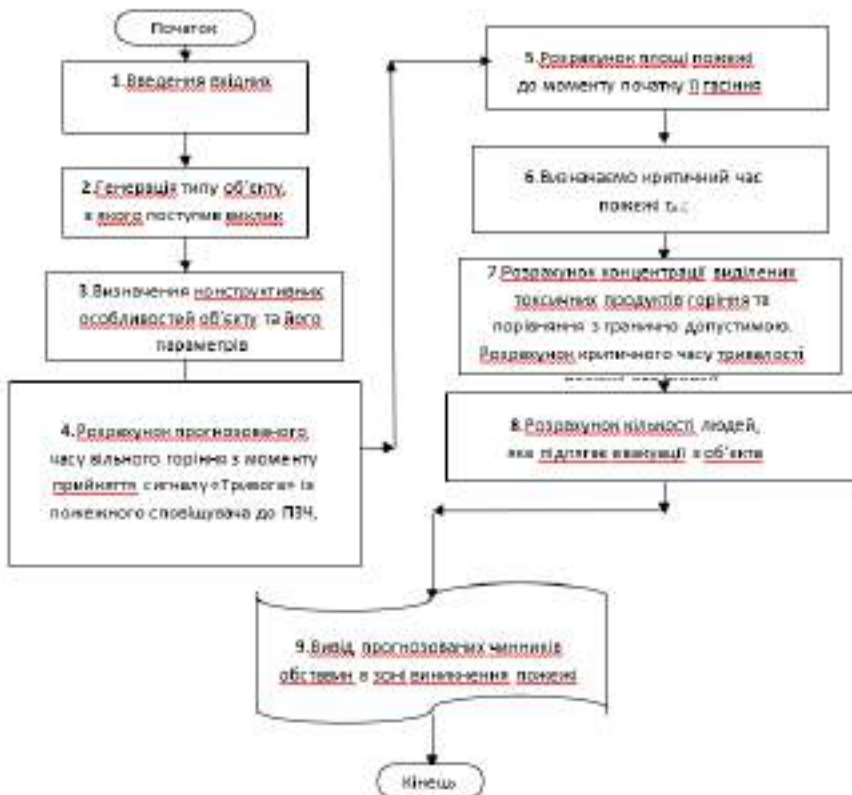 Початок
1.Введення вхідних
2.Генерація типу об'єкту,
з якого поступив виклик
3.Визначення конструктивних
особливостей об'єкту та його
параметрів
4.Розрахунок прогнозованого
часу вільного горіння з моменту
прийняття сигналу «Тривога» із
пожежного сповіщувача до ПЗЧ,
5.Розрахунок площі пожежі
до моменту початку її гасіння
6.Визначаємо критичний час
пожежі
7.Розрахунок концентрації виділених
токсичних продуктів горіння та
порівняння з гранично допустимою.
Розрахунок критичного часу тривалості
8.Розрахунок кількості людей,
яка підлягає евакуації з об'єкта
9.Вивід прогнозованих чинників
обставин в зоні виникнення пожежі
Кінець